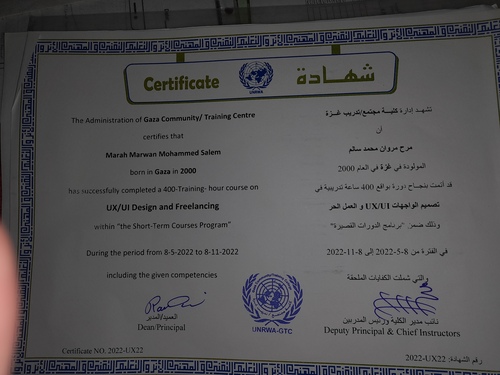 Certificate
شهادة
UNRWA
The Administration of Gaza Community/ Training Centre
certifies that
Marah Marwan Mohammed Salem
born in Gaza in 2000
has successfully completed a 400-Training- hour course on
UX/UI Design and Freelancing
within "the Short-Term Courses Program"
During the period from 8-5-2022 to 8-11-2022
including the given competencies
تشهد إدارة كلية مجتمع/تدريب غزة
أن
مرح مروان محمد سالم
المولودة في غزة في العام 2000
قد أتمت بنجاح دورة بواقع 400 ساعة تدريبية في
تصميم الواجهات UX/UI و العمل الحر
وذلك ضمن "برنامج الدورات القصيرة"
في الفترة من 8-5-2022 إلى 8-11-2022
والتي شملت الكفايات الملحقة
العميد/المدير
Dean/Principal
UNRWA-GTC
نائب مدير الكلية ورئيس المدربين
Deputy Principal & Chief Instructors
Certificate NO. 2022-UX22
رقم الشهادة: 2022-UX22